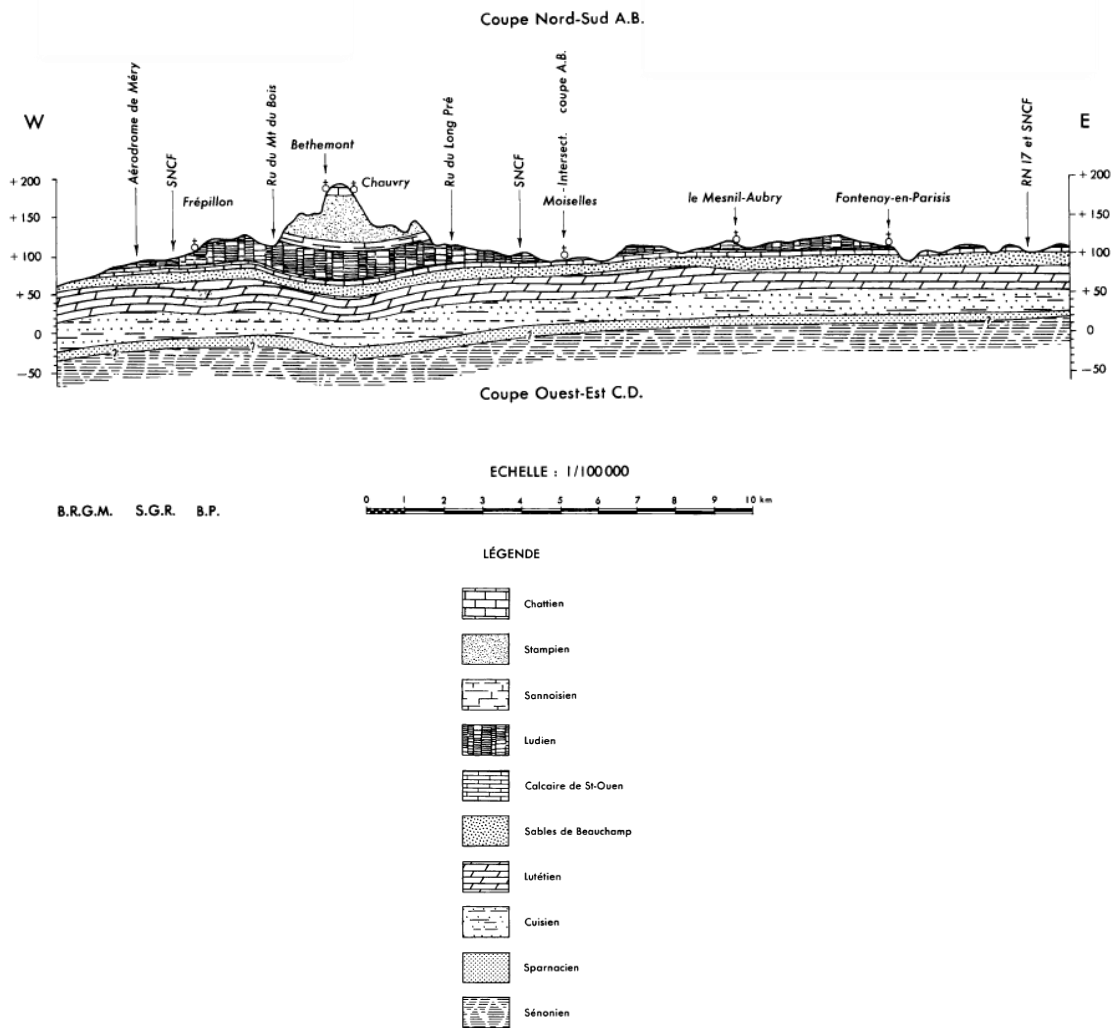 Coupe Nord-Sud A.B.
W
E
Aérodrome de Méry
SNCF
Frépillon
Ru du Mt du Bois
Bethemont
Chauvry
Ru du Long Pré
SNCF
Intersect. coupe A.B.
Moiselles
le Mesnil-Aubry
Fontenay-en-Parisis
RN 17 et SNCF
+200
+150
+100
+50
0
−50
+200
+150
+100
+50
0
−50
?
?
?
?
?
Coupe Ouest-Est C.D.
ECHELLE : 1/100000
B.R.G.M. S.G.R. B.P.
0 1 2 3 4 5 6 7 8 9 10 km
LÉGENDE
Chattien
Stampien
Sannoisien
Ludien
Calcaire de St-Ouen
Sables de Beauchamp
Lutétien
Cuisien
Sparnacien
Sénonien